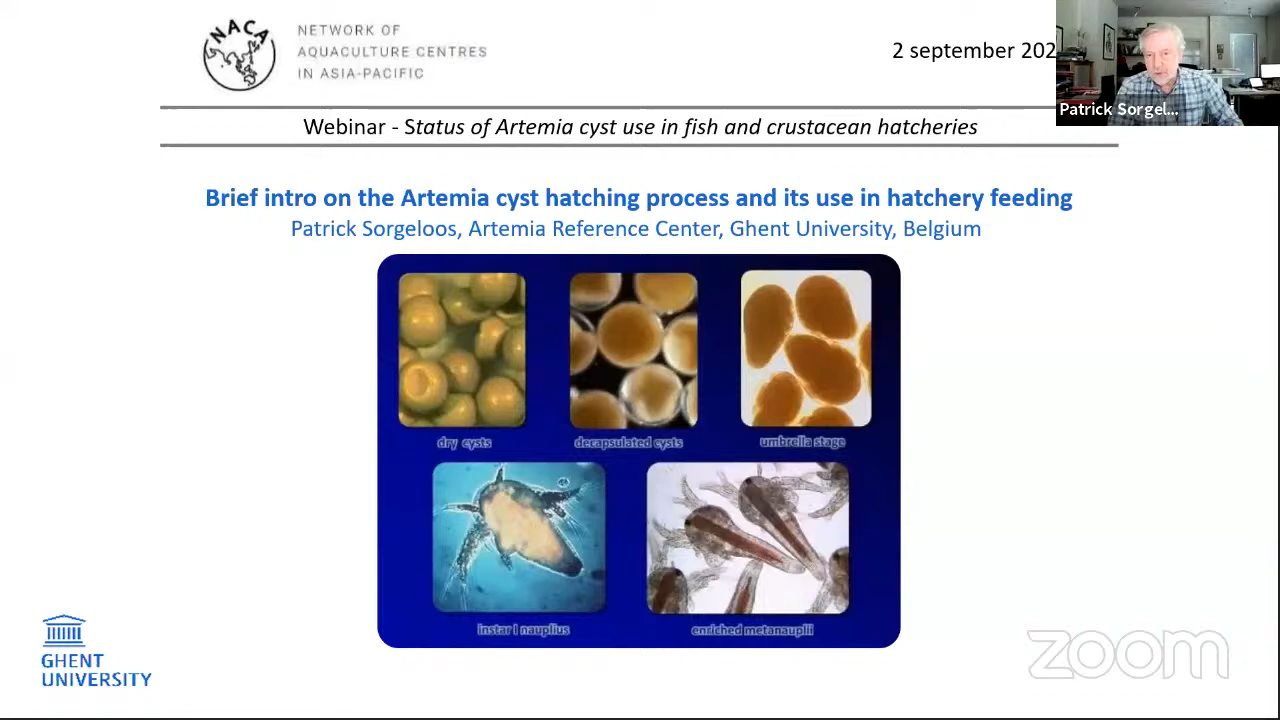 NACA
NETWORK OF
AQUACULTURE CENTRES
IN ASIA-PACIFIC
2 september 202
Patrick Sorgel...
Webinar - Status of Artemia cyst use in fish and crustacean hatcheries
Brief intro on the Artemia cyst hatching process and its use in hatchery feeding
Patrick Sorgeloos, Artemia Reference Center, Ghent University, Belgium
dry cysts
decapsulated cysts
umbrella stage
instar I nauplius
enriched metanauplii
GHENT
UNIVERSITY
zoom